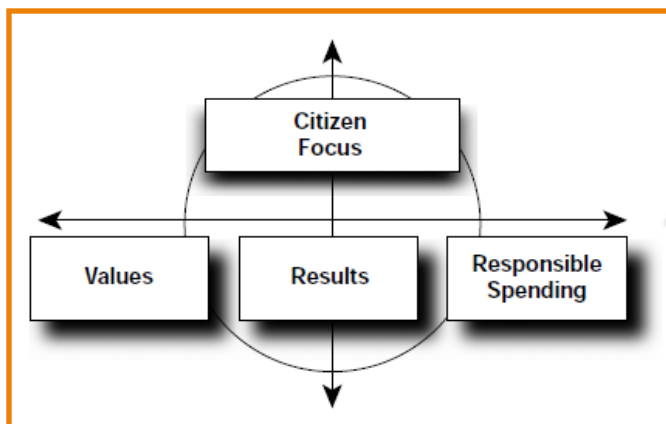 Citizen
Focus
Values
Results
Responsible
Spending